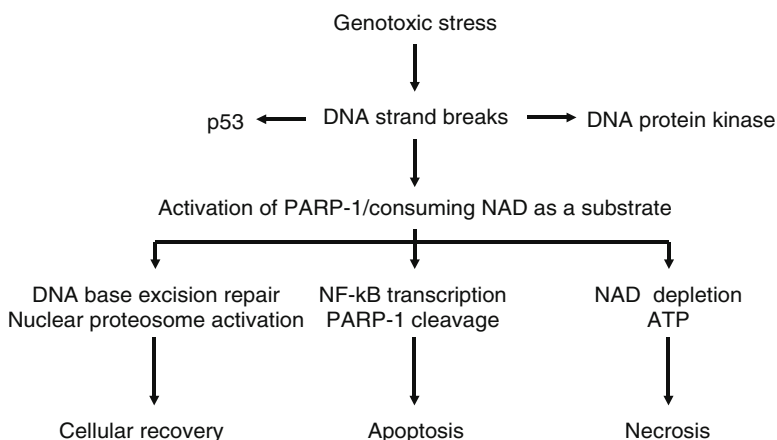 Genotoxic stress
p53
DNA strand breaks
DNA protein kinase
Activation of PARP-1/consuming NAD as a substrate
DNA base excision repair
Nuclear proteosome activation
NF-kB transcription
PARP-1 cleavage
NAD depletion
ATP
Cellular recovery
Apoptosis
Necrosis